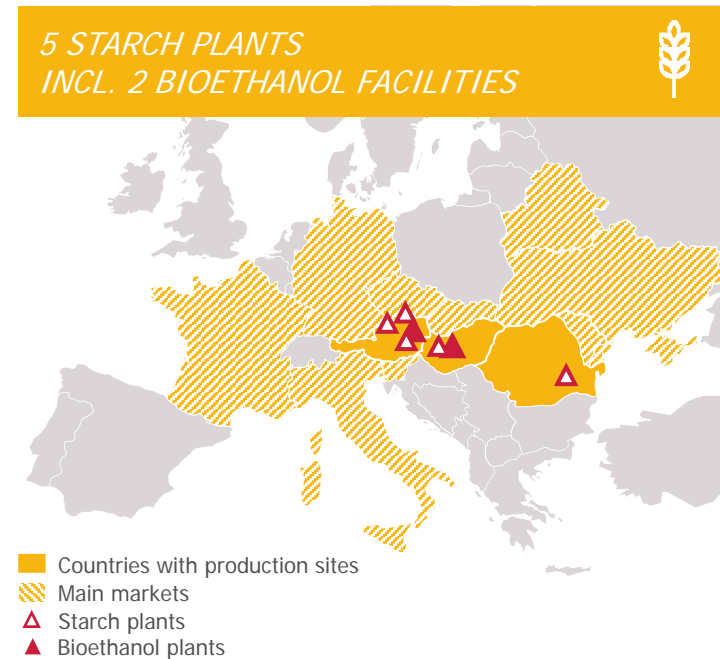 5 STARCH PLANTS
INCL. 2 BIOETHANOL FACILITIES
Countries with production sites
Main markets
Starch plants
Bioethanol plants